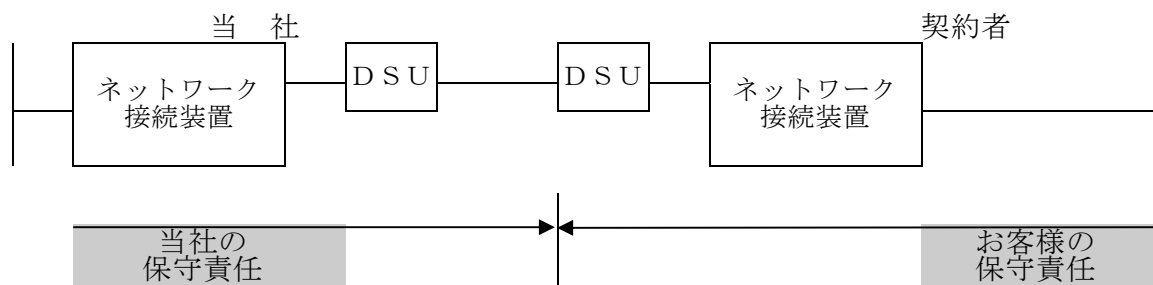 当　社
契約者
ネットワーク
接続装置
ＤＳＵ
ＤＳＵ
ネットワーク
接続装置
当社の
保守責任
お客様の
保守責任